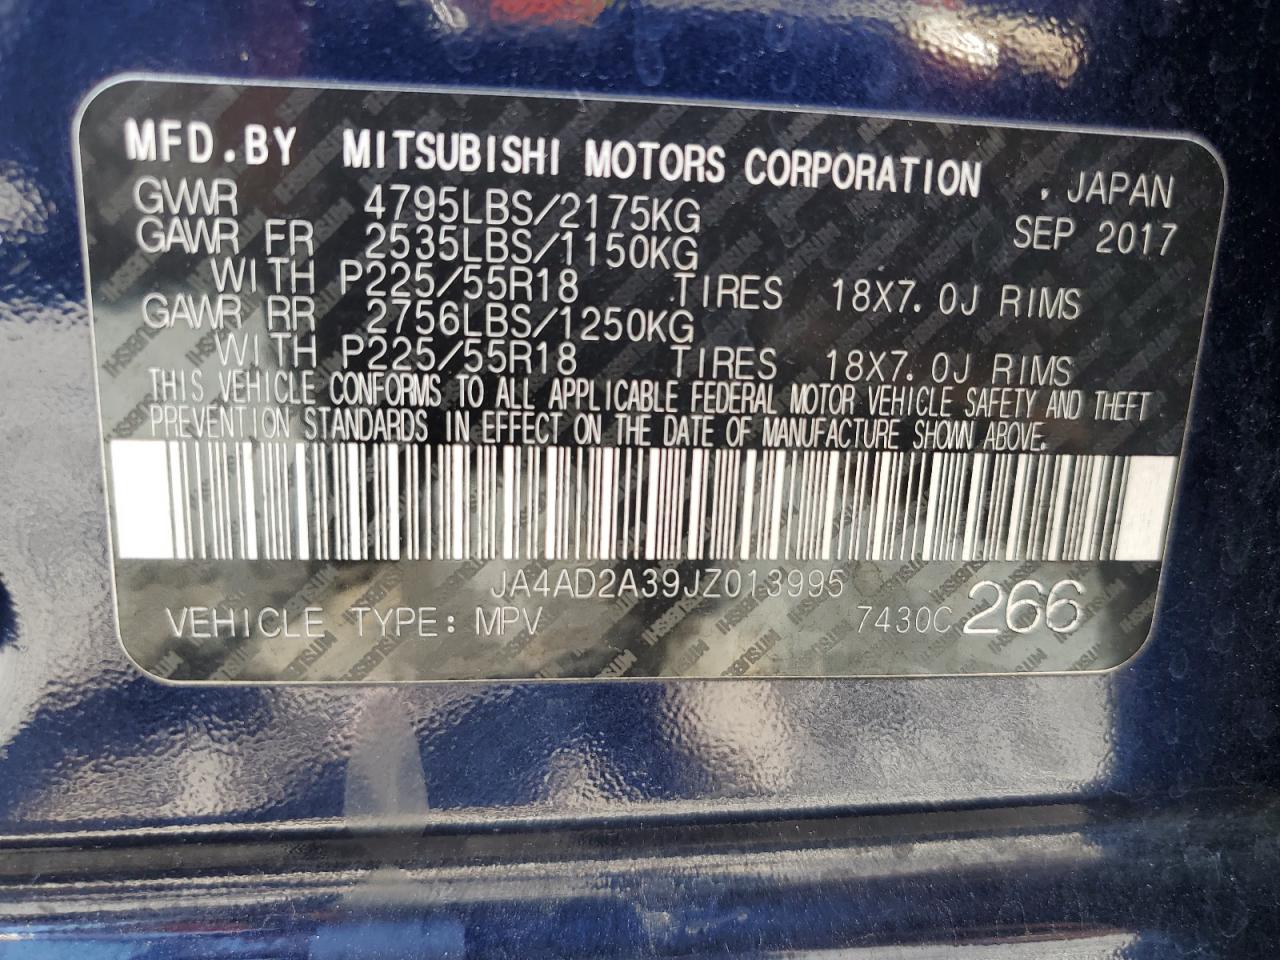 MFD.BY MITSUBISHI MOTORS CORPORATION , JAPAN
GVWR 4795LBS/2175KG SEP 2017
GAWR FR 2535LBS/1150KG
WITH P225/55R18 TIRES 18X7.0J RIMS
GAWR RR 2756LBS/1250KG
WITH P225/55R18 TIRES 18X7.0J RIMS
THIS VEHICLE CONFORMS TO ALL APPLICABLE FEDERAL MOTOR VEHICLE SAFETY AND THEFT
PREVENTION STANDARDS IN EFFECT ON THE DATE OF MANUFACTURE SHOWN ABOVE.
JA4AD2A39JZ013995
VEHICLE TYPE: MPV 7430C 266